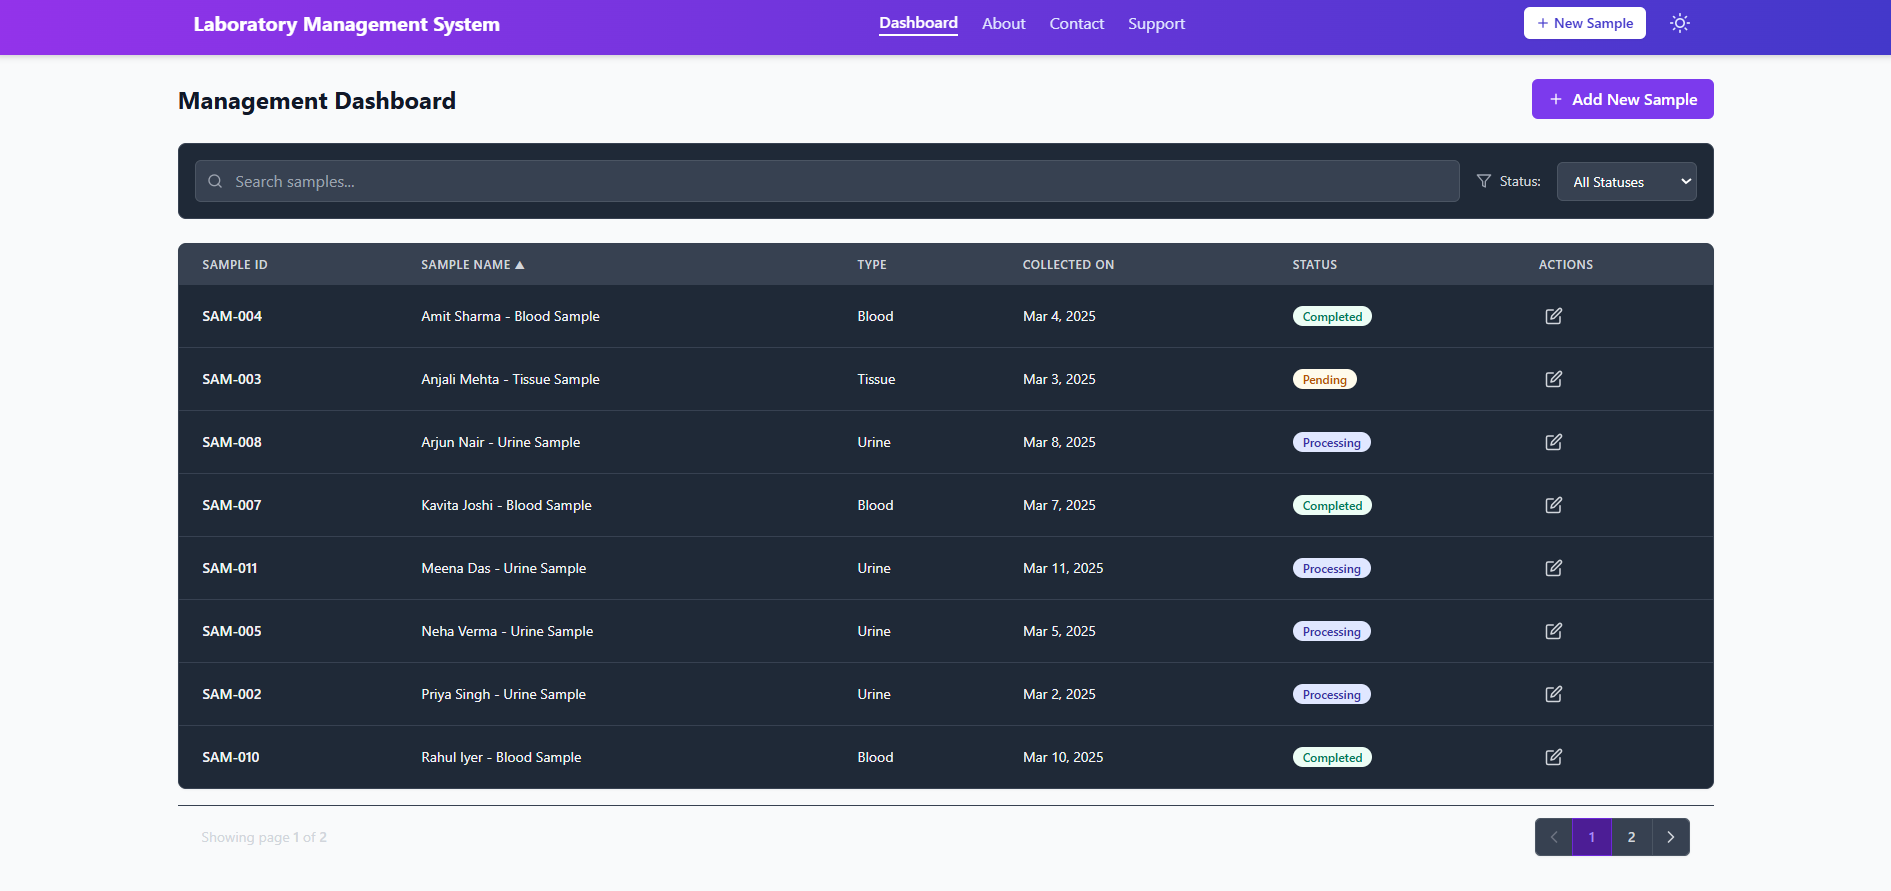 Laboratory Management System
Dashboard About Contact Support
+ New Sample
Management Dashboard
+ Add New Sample
Search samples...
Status: All Statuses
SAMPLE ID SAMPLE NAME ▲ TYPE COLLECTED ON STATUS ACTIONS
SAM-004 Amit Sharma - Blood Sample Blood Mar 4, 2025 Completed
SAM-003 Anjali Mehta - Tissue Sample Tissue Mar 3, 2025 Pending
SAM-008 Arjun Nair - Urine Sample Urine Mar 8, 2025 Processing
SAM-007 Kavita Joshi - Blood Sample Blood Mar 7, 2025 Completed
SAM-011 Meena Das - Urine Sample Urine Mar 11, 2025 Processing
SAM-005 Neha Verma - Urine Sample Urine Mar 5, 2025 Processing
SAM-002 Priya Singh - Urine Sample Urine Mar 2, 2025 Processing
SAM-010 Rahul Iyer - Blood Sample Blood Mar 10, 2025 Completed
Showing page 1 of 2
1 2